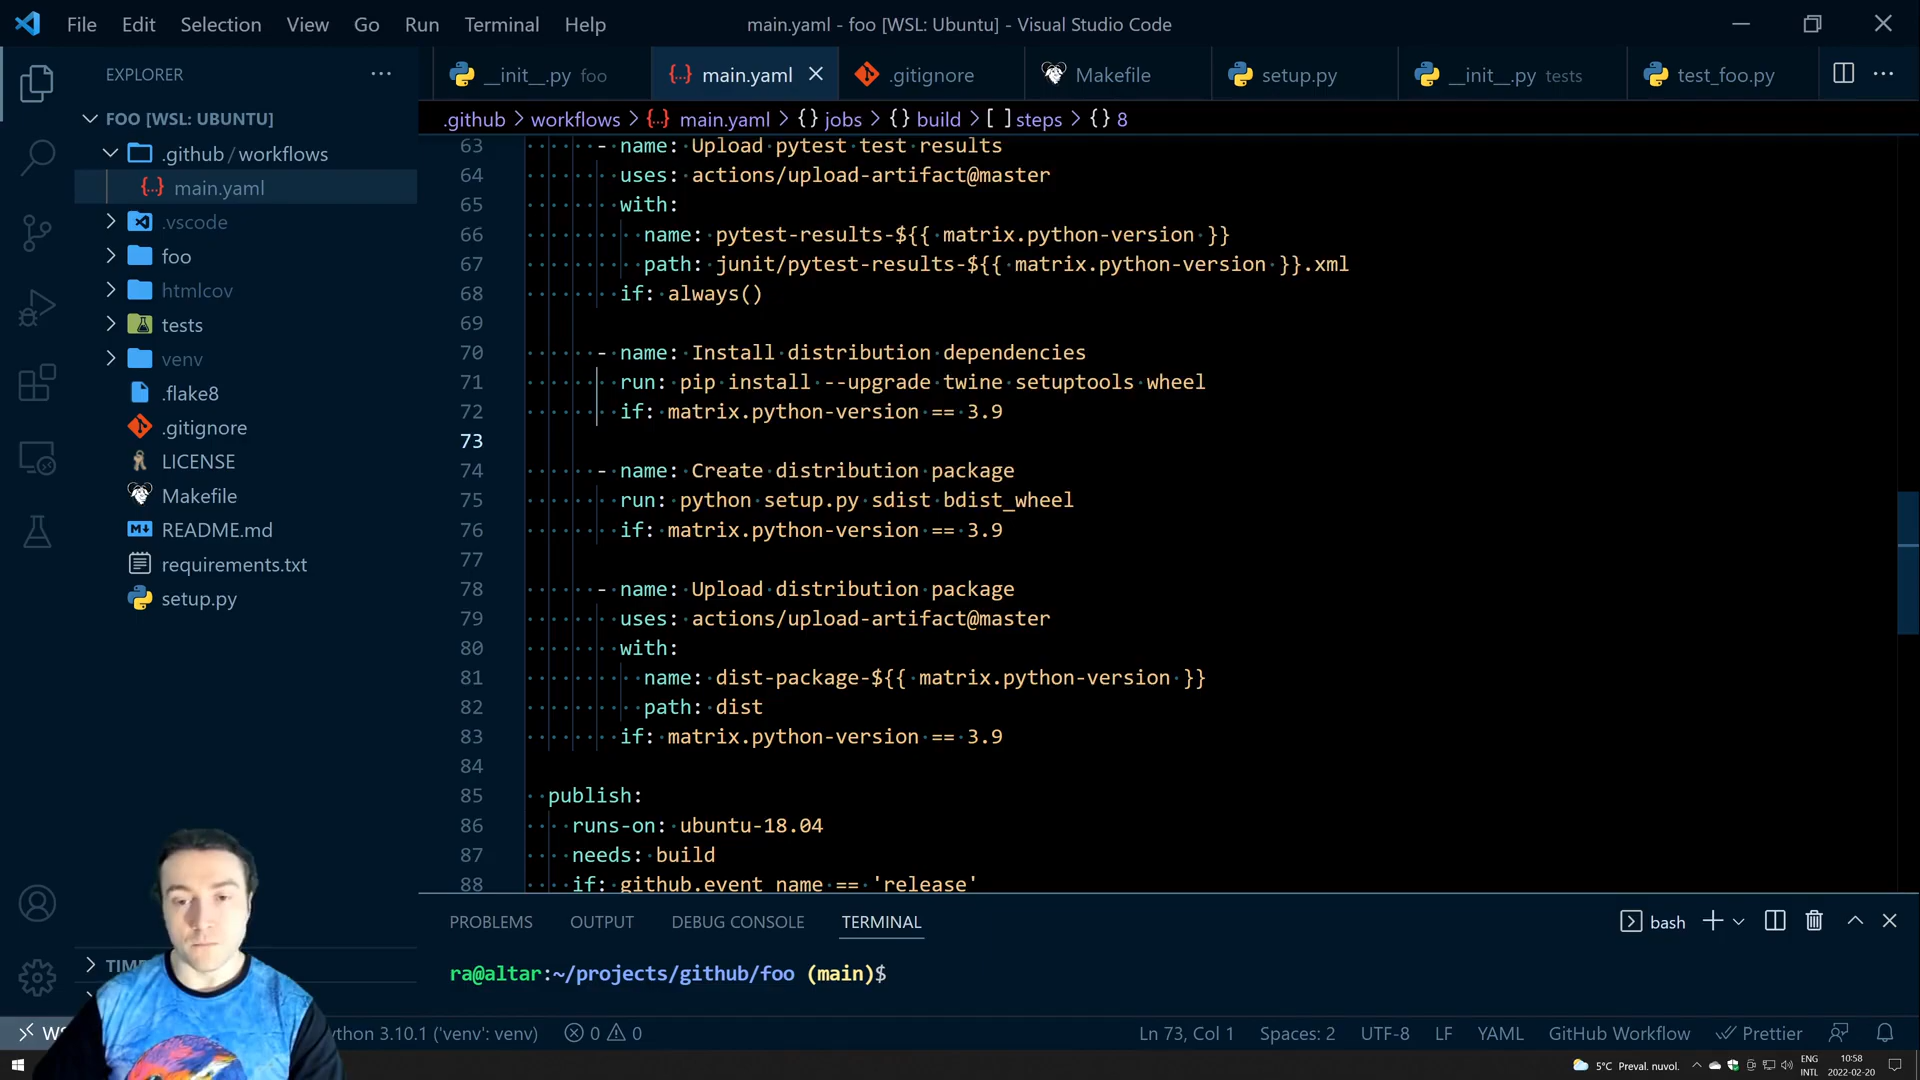 File Edit Selection View Go Run Terminal Help main.yaml - foo [WSL: Ubuntu] - Visual Studio Code
EXPLORER
__init__.py foo main.yaml .gitignore Makefile setup.py __init__.py tests test_foo.py
FOO [WSL: UBUNTU]
.github / workflows
main.yaml
.vscode
foo
htmlcov
tests
venv
.flake8
.gitignore
LICENSE
Makefile
README.md
requirements.txt
setup.py
.github > workflows > main.yaml > {} jobs > {} build > [ ] steps > {} 8
63 - name: Upload pytest test results
64 uses: actions/upload-artifact@master
65 with:
66 name: pytest-results-${{ matrix.python-version }}
67 path: junit/pytest-results-${{ matrix.python-version }}.xml
68 if: always()
69
70 - name: Install distribution dependencies
71 run: pip install --upgrade twine setuptools wheel
72 if: matrix.python-version == 3.9
73
74 - name: Create distribution package
75 run: python setup.py sdist bdist_wheel
76 if: matrix.python-version == 3.9
77
78 - name: Upload distribution package
79 uses: actions/upload-artifact@master
80 with:
81 name: dist-package-${{ matrix.python-version }}
82 path: dist
83 if: matrix.python-version == 3.9
84
85 publish:
86 runs-on: ubuntu-18.04
87 needs: build
88 if: github.event_name == 'release'
PROBLEMS OUTPUT DEBUG CONSOLE TERMINAL bash
ra@altar:~/projects/github/foo (main)$
3.10.1 ('venv': venv) 0 0 Ln 73, Col 1 Spaces: 2 UTF-8 LF YAML GitHub Workflow Prettier
5°C Preval. nuvol. ENG INTL 10:58 2022-02-20